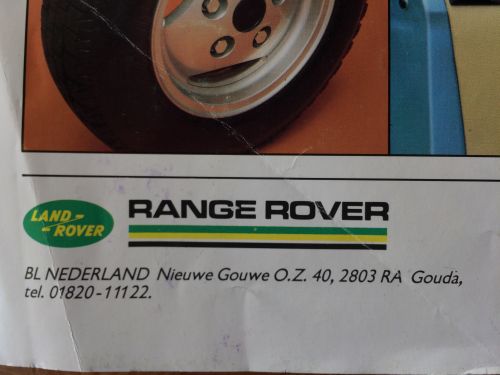 LAND-
-ROVER
RANGE ROVER
BL NEDERLAND Nieuwe Gouwe O.Z. 40, 2803 RA Gouda,
tel. 01820-11122.